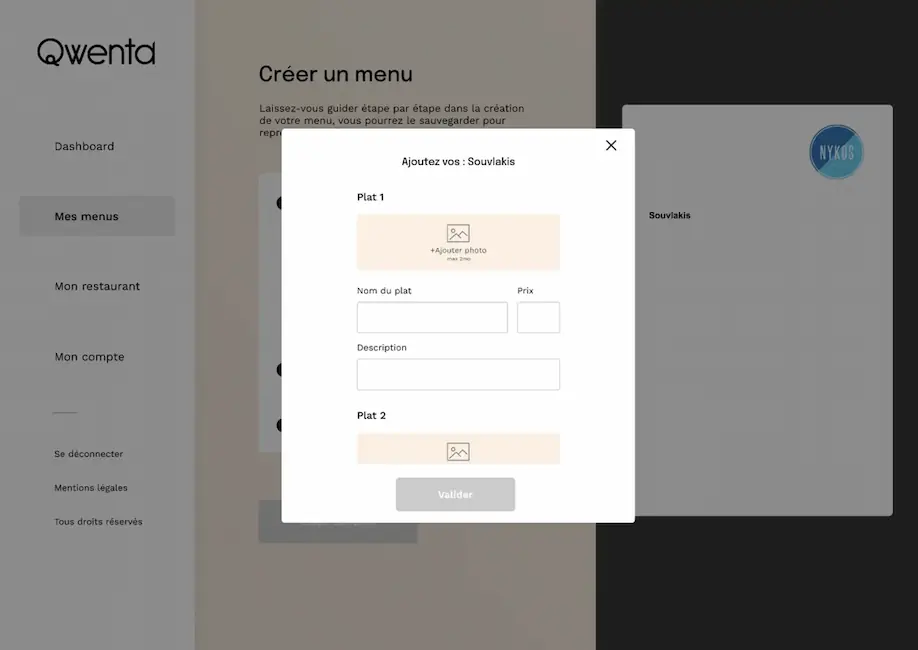 Qwenta
Dashboard
Mes menus
Mon restaurant
Mon compte
Se déconnecter
Mentions légales
Tous droits réservés
Créer un menu
Laissez-vous guider étape par étape dans la création
de votre menu, vous pourrez le sauvegarder pour
Ajoutez vos : Souvlakis
Plat 1
+Ajouter photo
max 2mo
Nom du plat
Prix
Description
Plat 2
Valider
NYKOS
Souvlakis